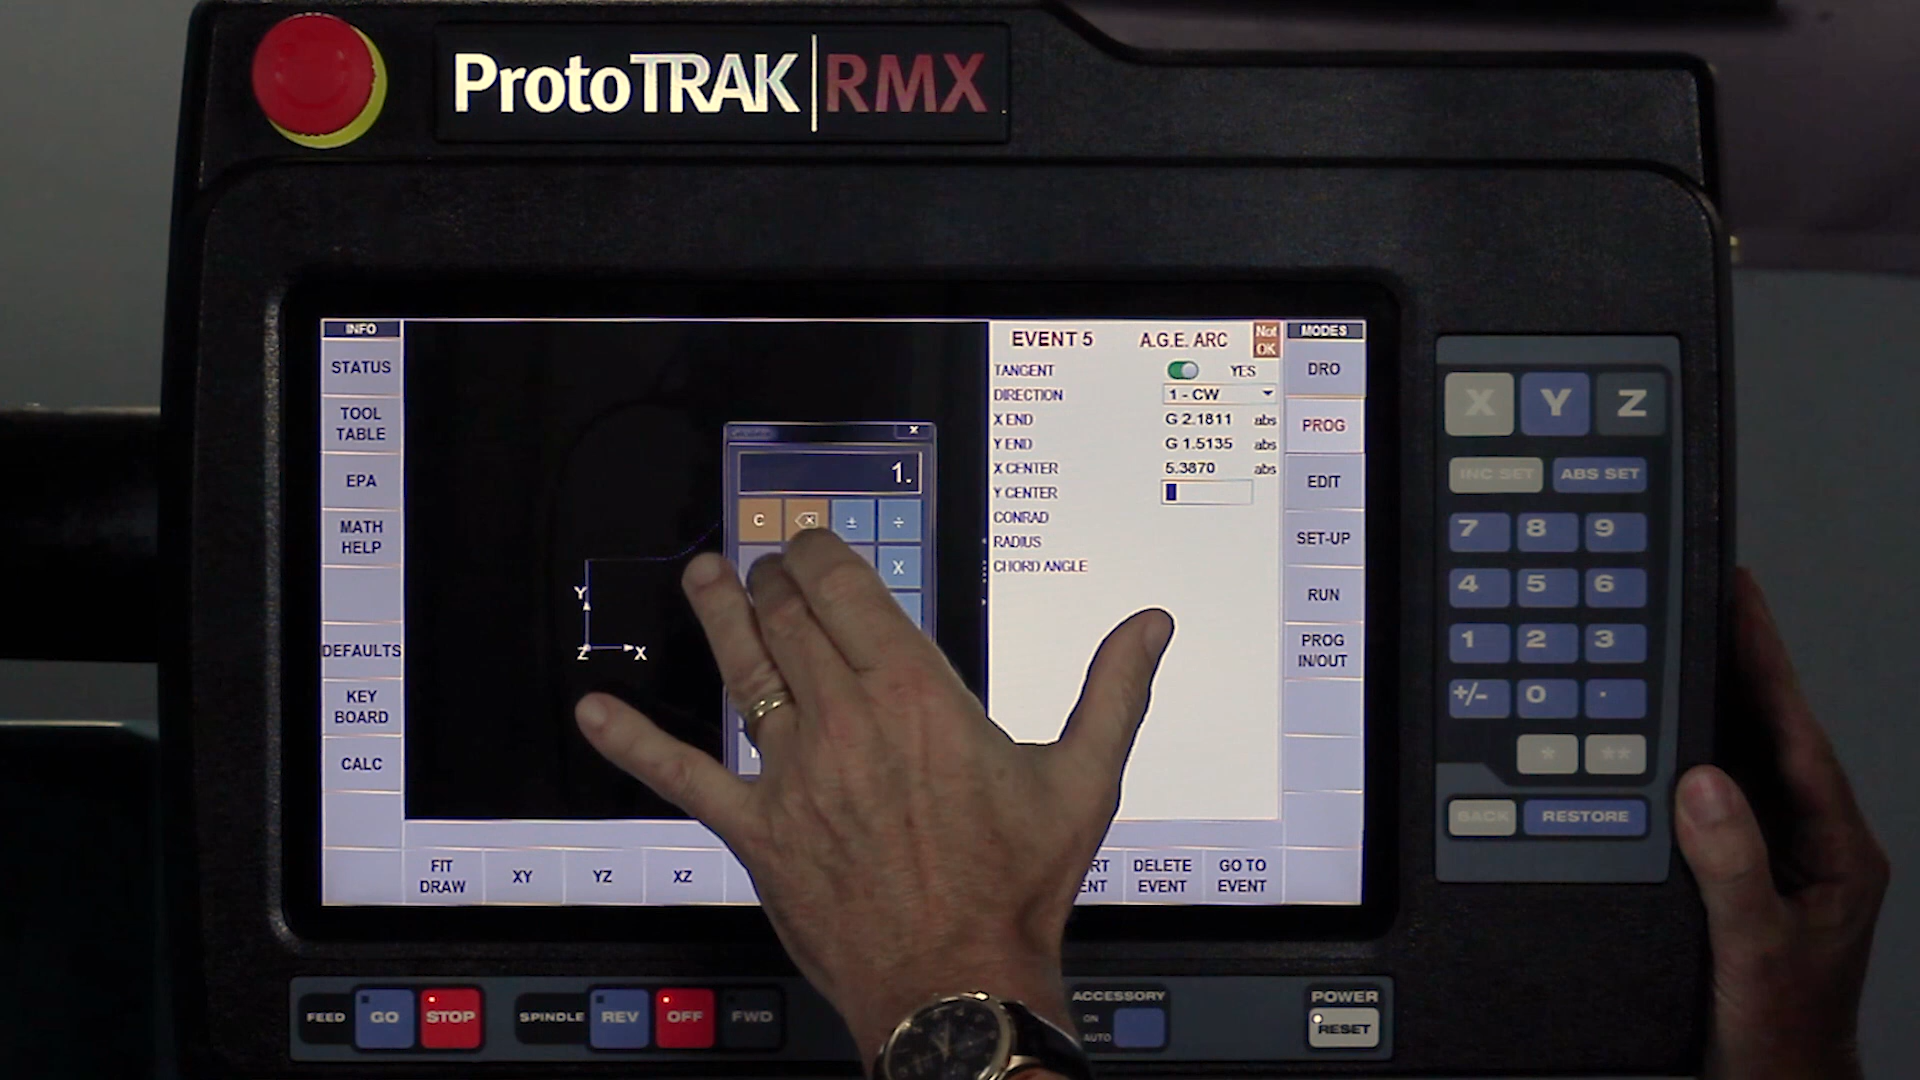 ProtoTRAK RMX
INFO
STATUS
TOOL
TABLE
EPA
MATH
HELP
DEFAULTS
KEY
BOARD
CALC
1.
C
±
÷
X
Y
Z
X
EVENT 5 A.G.E. ARC Not
OK
TANGENT YES
DIRECTION 1 - CW
X END G 2.1811 abs
Y END G 1.5135 abs
X CENTER 5.3870 abs
Y CENTER
CONRAD
RADIUS
CHORD ANGLE
MODES
DRO
PROG
EDIT
SET-UP
RUN
PROG
IN/OUT
FIT
DRAW
XY
YZ
XZ
DELETE
EVENT
GO TO
EVENT
X Y Z
INC SET ABS SET
7 8 9
4 5 6
1 2 3
+/- 0 .
* **
BACK RESTORE
FEED GO STOP
SPINDLE REV OFF FWD
ACCESSORY
ON
AUTO
POWER
RESET